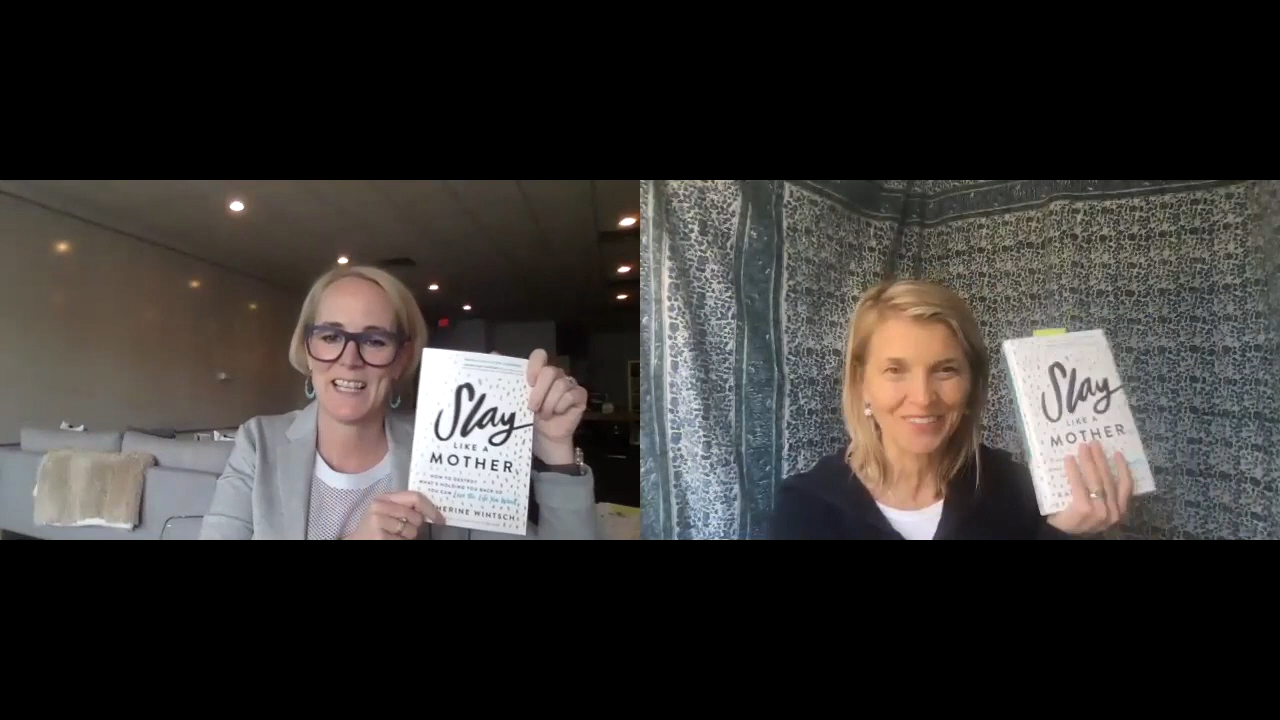 Slay
LIKE A
MOTHER
HOW TO DESTROY
WHAT'S HOLDING YOU BACK SO
YOU CAN Live the Life You Want
HERINE WINTSCH
Slay
LIKE A
MOTHER